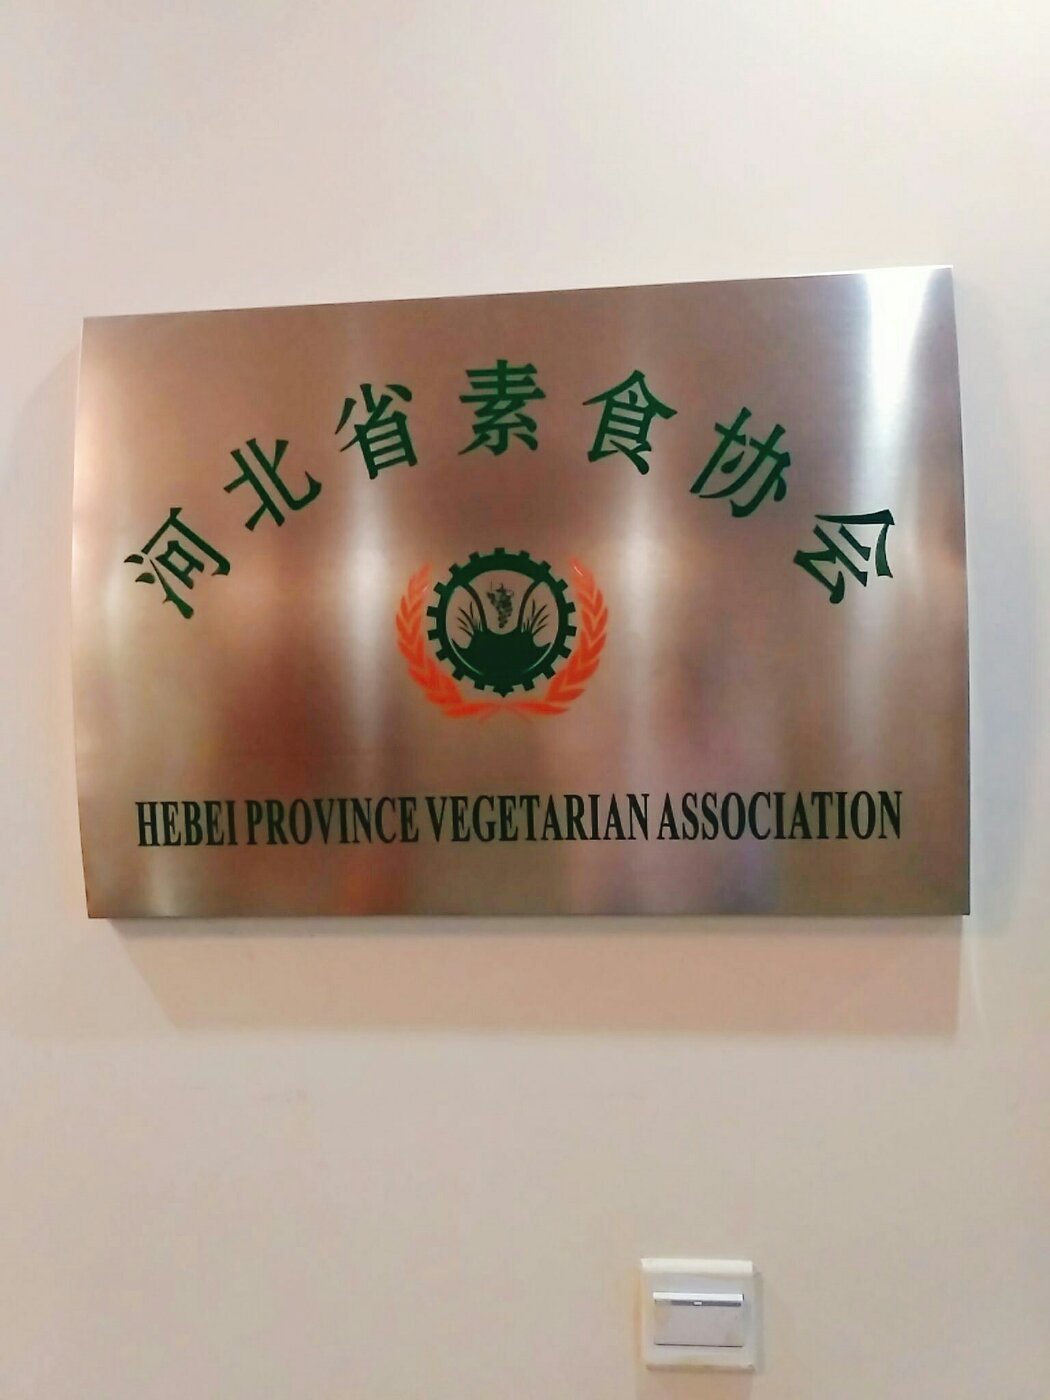 河北省素食协会
HEBEI PROVINCE VEGETARIAN ASSOCIATION